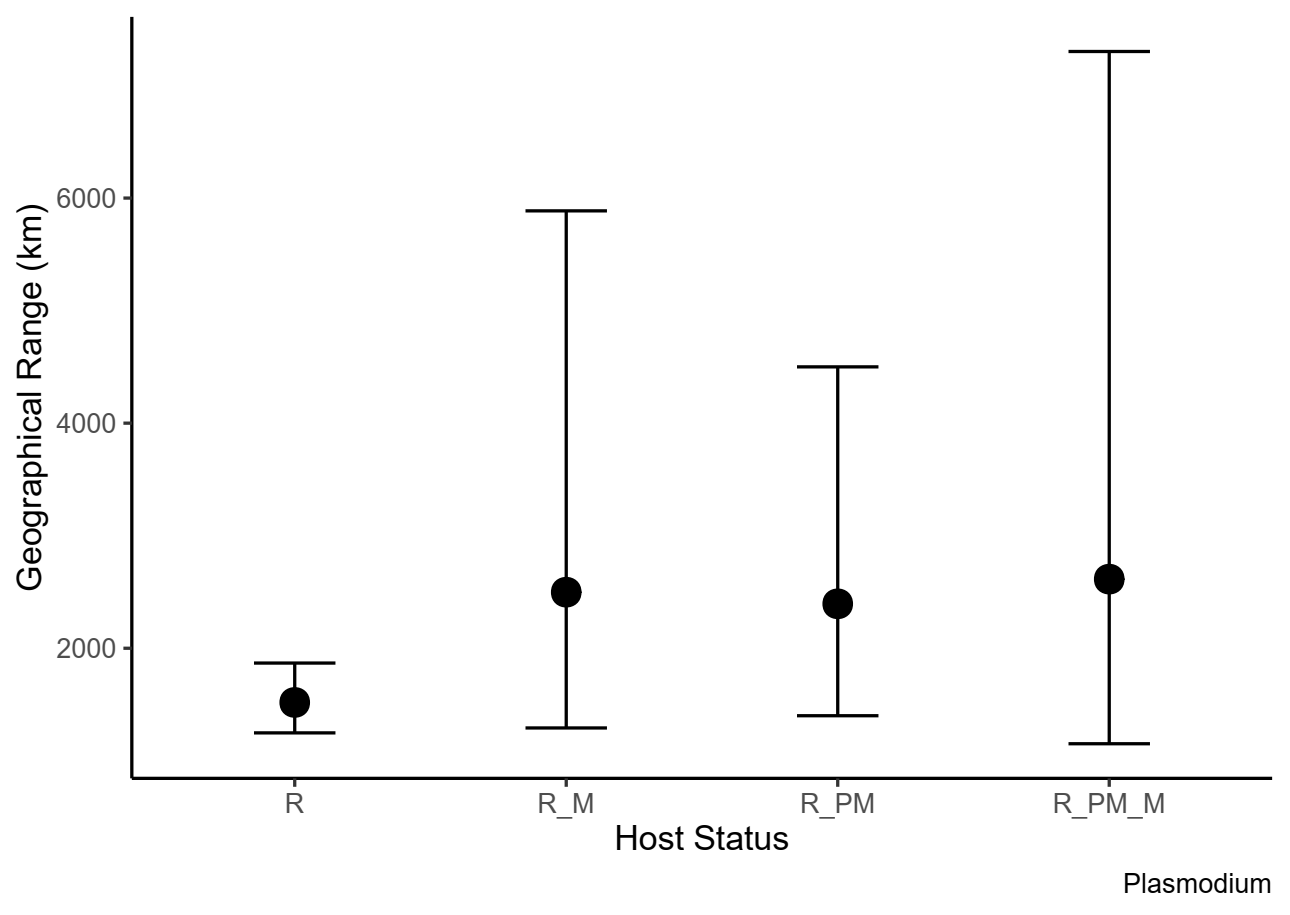 Geographical Range (km)
6000
4000
2000
R R_M R_PM R_PM_M
Host Status
Plasmodium